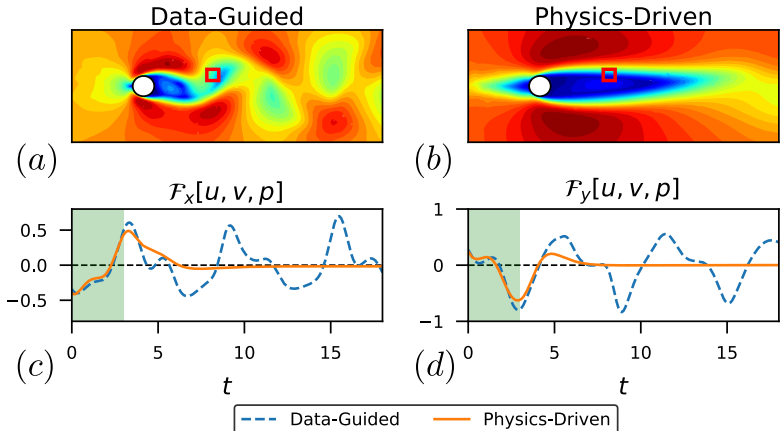 Data-Guided Physics-Driven
(a) (b)
ℱx[u, v, p] ℱy[u, v, p]
0.5
0.0
−0.5
1
0
−1
0 5 10 15
0 5 10 15
(c) t (d) t
Data-Guided Physics-Driven